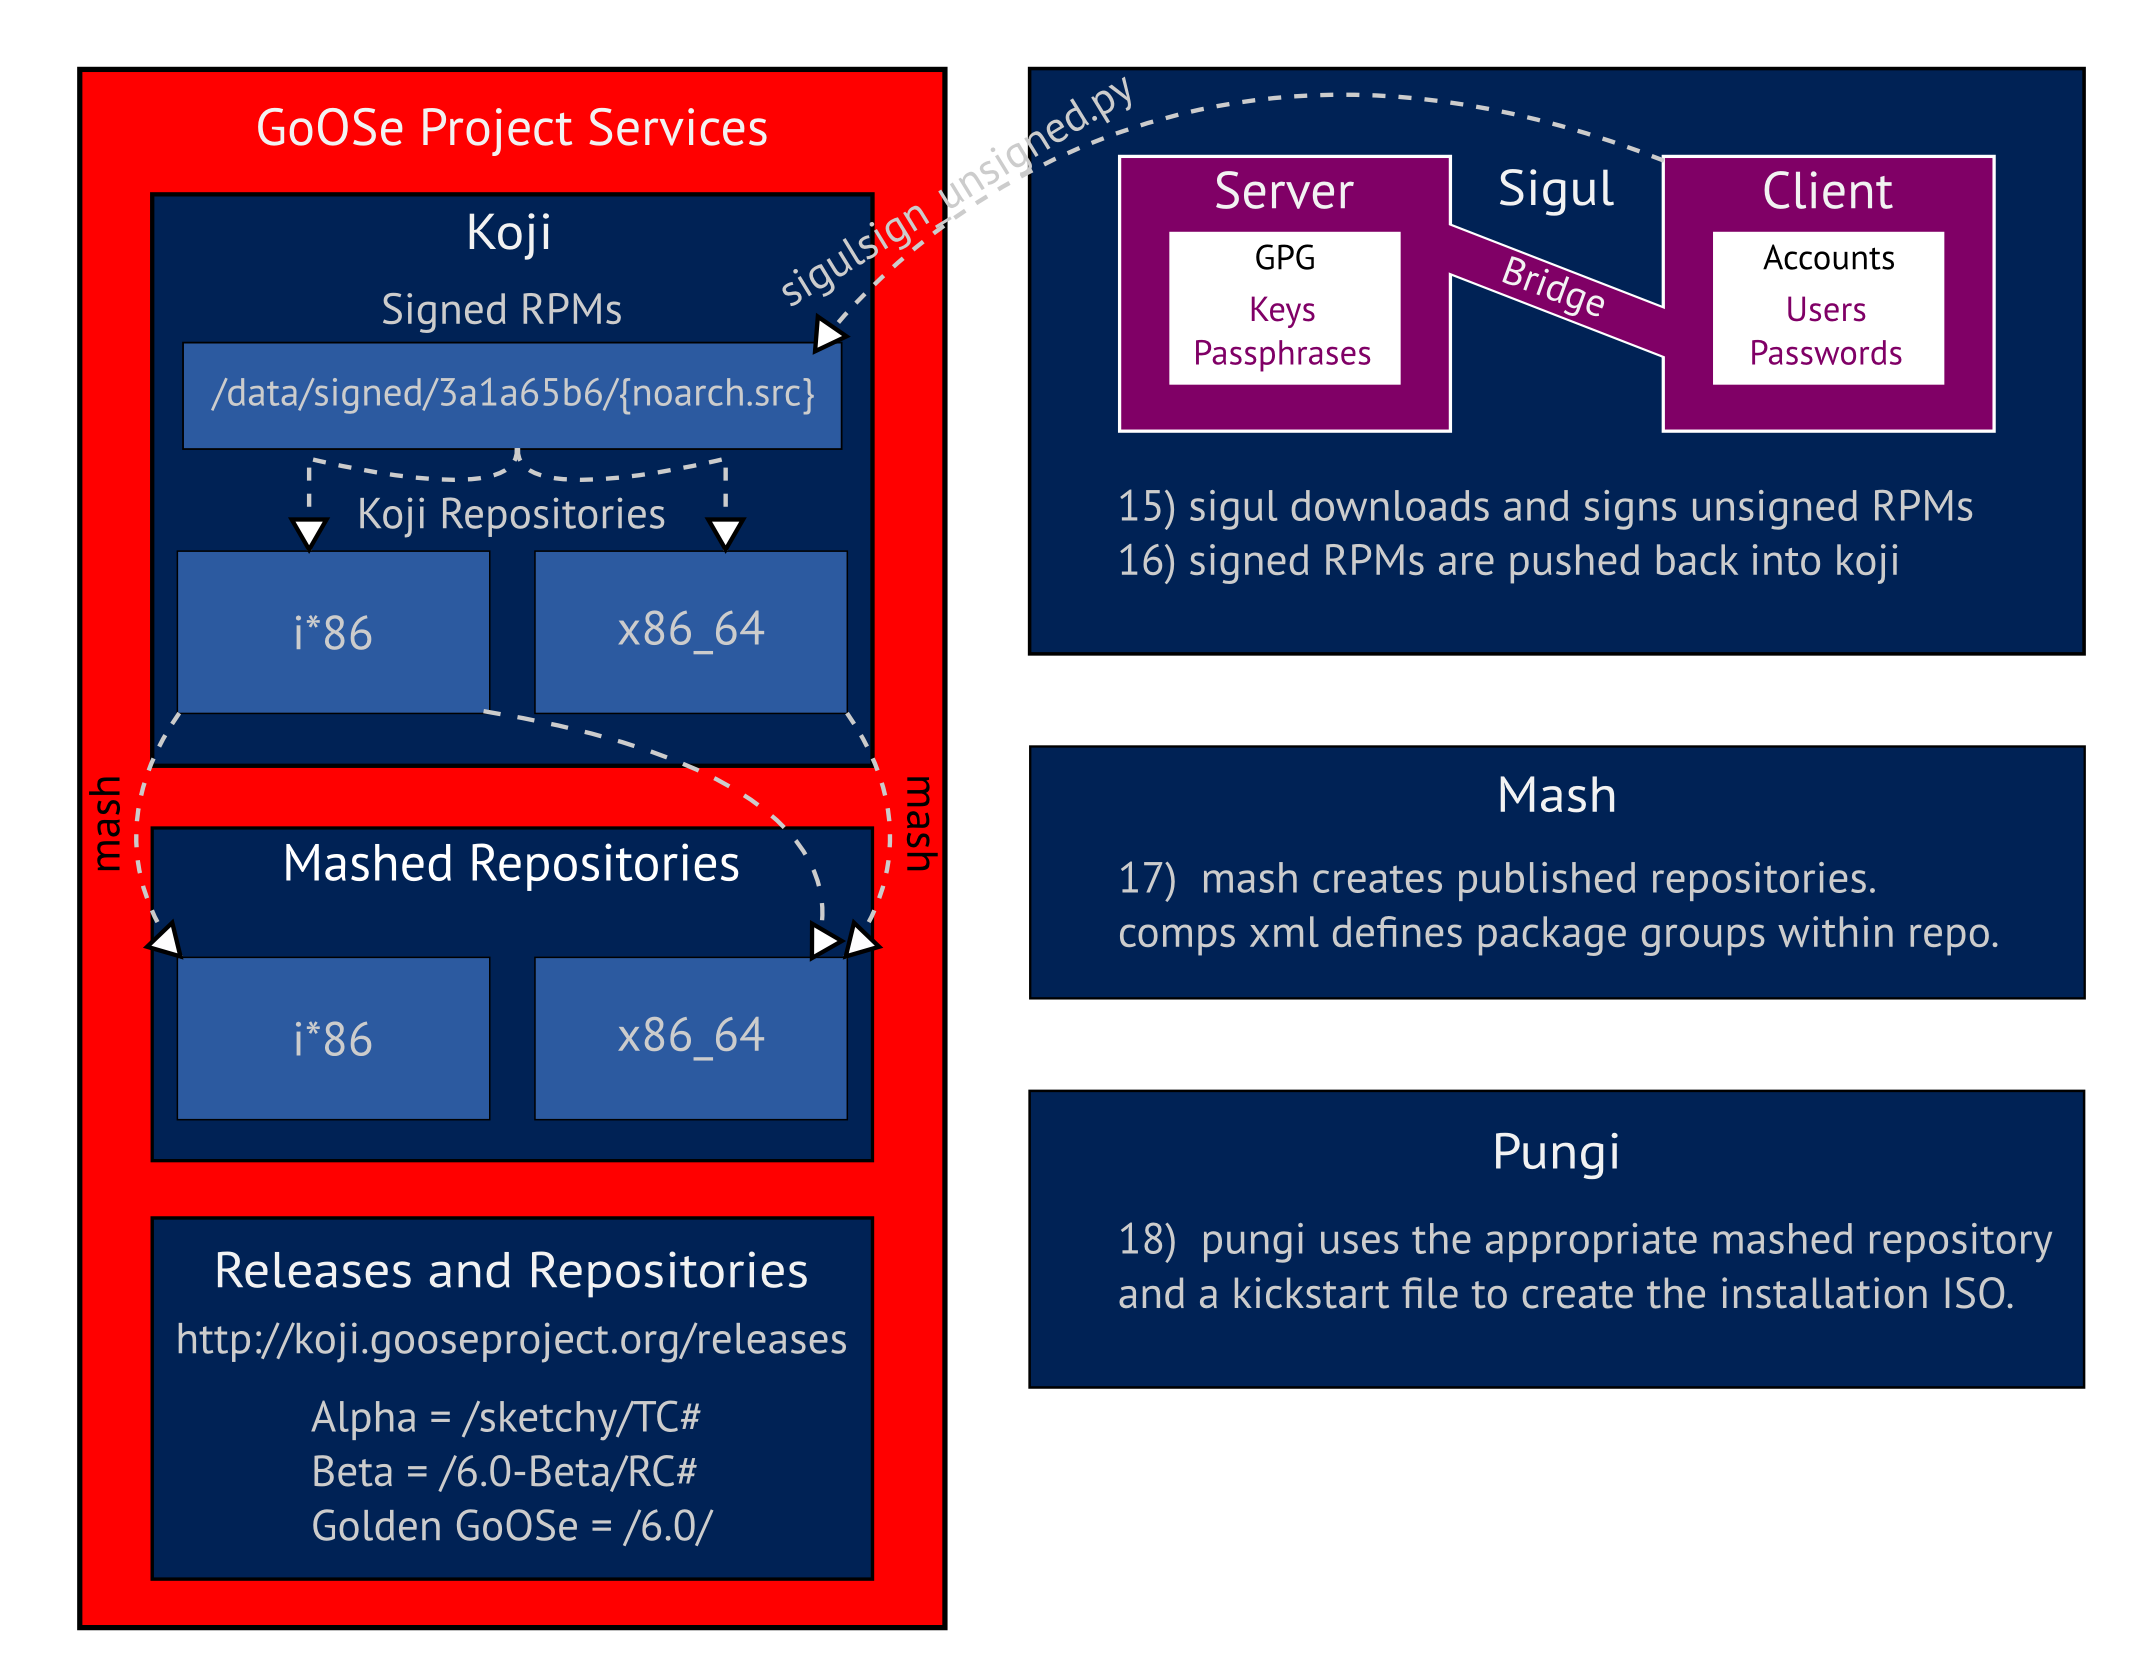 GoOSe Project Services
Koji
Signed RPMs
/data/signed/3a1a65b6/{noarch.src}
Koji Repositories
i*86
x86_64
mash
mash
Mashed Repositories
i*86
x86_64
Releases and Repositories
http://koji.gooseproject.org/releases
Alpha = /sketchy/TC#
Beta = /6.0-Beta/RC#
Golden GoOSe = /6.0/
sigulsign_unsigned.py
Sigul
Server
GPG
Keys
Passphrases
Bridge
Client
Accounts
Users
Passwords
15) sigul downloads and signs unsigned RPMs
16) signed RPMs are pushed back into koji
Mash
17)  mash creates published repositories.
comps xml defines package groups within repo.
Pungi
18)  pungi uses the appropriate mashed repository
and a kickstart file to create the installation ISO.